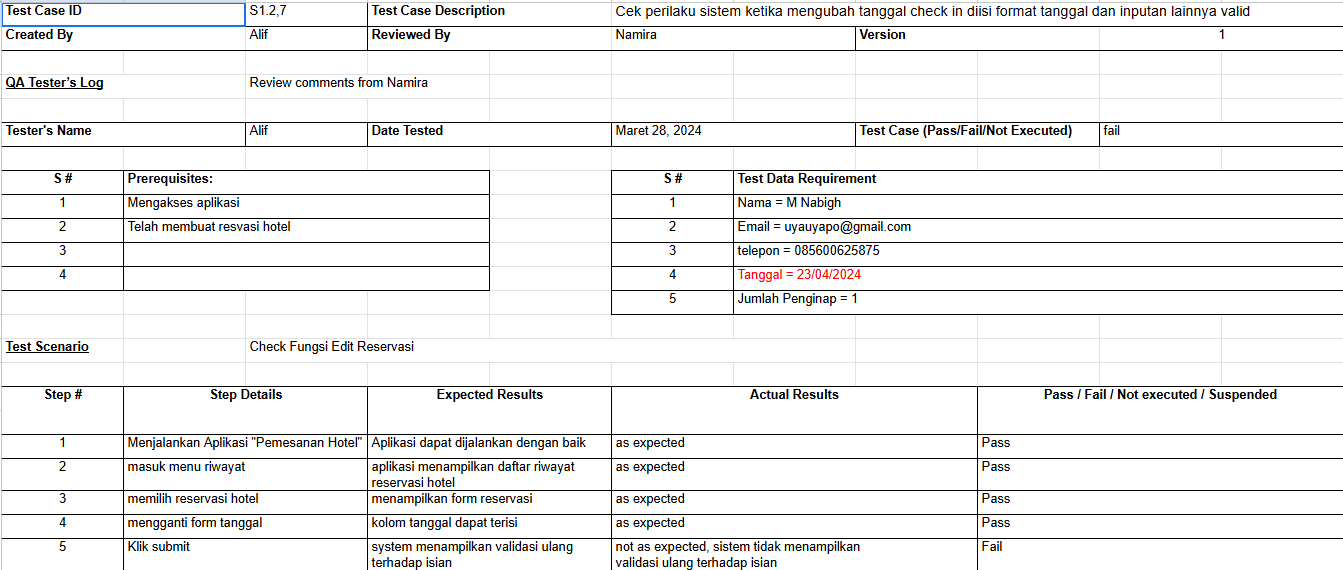 Test Case ID S1.2,7 Test Case Description Cek perilaku sistem ketika mengubah tanggal check in diisi format tanggal dan inputan lainnya valid
Created By Alif Reviewed By Namira Version 1
QA Tester's Log Review comments from Namira
Tester's Name Alif Date Tested Maret 28, 2024 Test Case (Pass/Fail/Not Executed) fail
S # Prerequisites: S # Test Data Requirement
1 Mengakses aplikasi 1 Nama = M Nabigh
2 Telah membuat resvasi hotel 2 Email = uyauyapo@gmail.com
3 3 telepon = 085600625875
4 4 Tanggal = 23/04/2024
5 Jumlah Penginap = 1
Test Scenario Check Fungsi Edit Reservasi
Step # Step Details Expected Results Actual Results Pass / Fail / Not executed / Suspended
1 Menjalankan Aplikasi "Pemesanan Hotel" Aplikasi dapat dijalankan dengan baik as expected Pass
2 masuk menu riwayat aplikasi menampilkan daftar riwayat as expected Pass
reservasi hotel
3 memilih reservasi hotel menampilkan form reservasi as expected Pass
4 mengganti form tanggal kolom tanggal dapat terisi as expected Pass
5 Klik submit system menampilkan validasi ulang not as expected, sistem tidak menampilkan Fail
terhadap isian validasi ulang terhadap isian